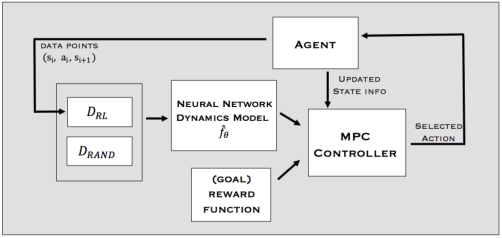 DATA POINTS
(sᵢ, aᵢ, sᵢ₊₁)
AGENT
UPDATED
STATE INFO
D_RL
D_RAND
NEURAL NETWORK
DYNAMICS MODEL
f̂_θ
MPC
CONTROLLER
SELECTED
ACTION
(GOAL)
REWARD
FUNCTION